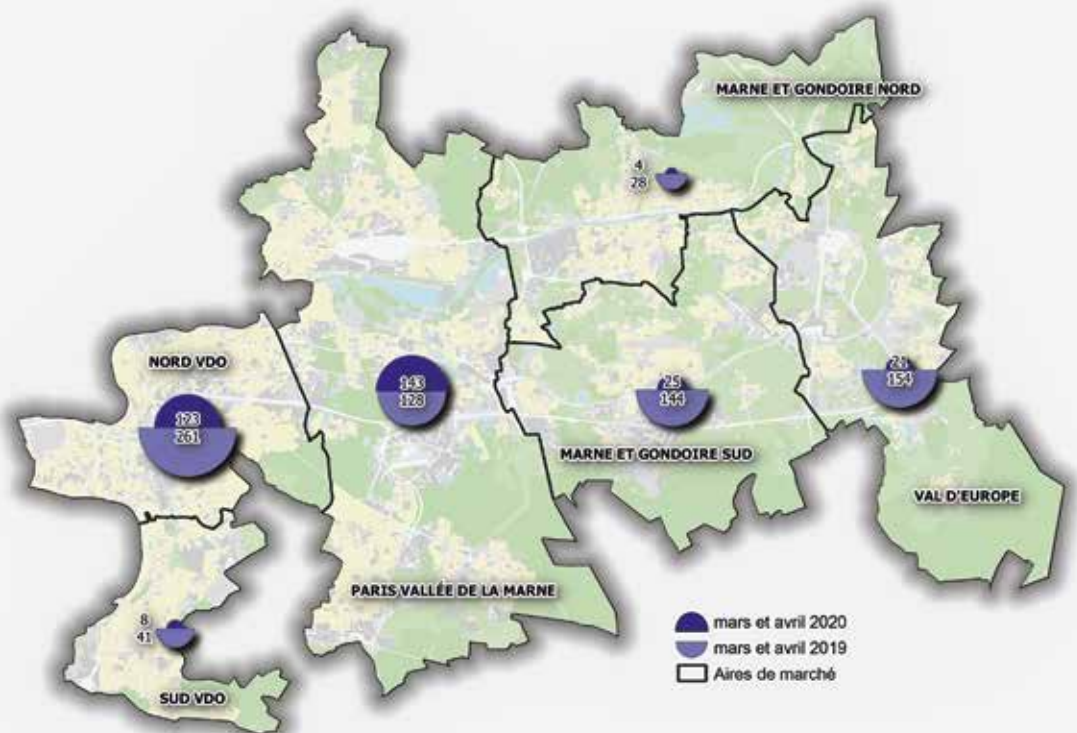 MARNE ET GONDOIRE NORD
4
28
NORD VDO
143
128
21
154
25
144
123
261
MARNE ET GONDOIRE SUD
VAL D'EUROPE
PARIS VALLÉE DE LA MARNE
8
41
mars et avril 2020
mars et avril 2019
Aires de marché
SUD VDO